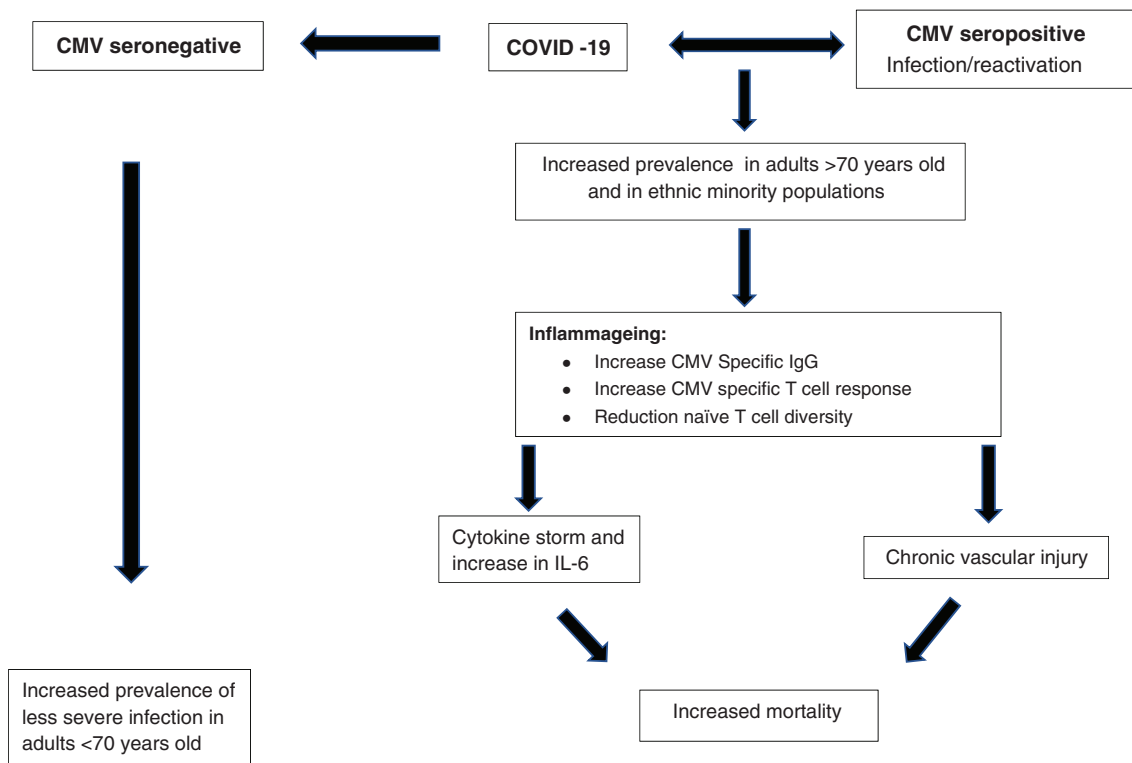 CMV seronegative
COVID -19
CMV seropositive
Infection/reactivation
Increased prevalence in adults >70 years old
and in ethnic minority populations
Inflammageing:
• Increase CMV Specific IgG
• Increase CMV specific T cell response
• Reduction naïve T cell diversity
Cytokine storm and
increase in IL-6
Chronic vascular injury
Increased prevalence of
less severe infection in
adults <70 years old
Increased mortality